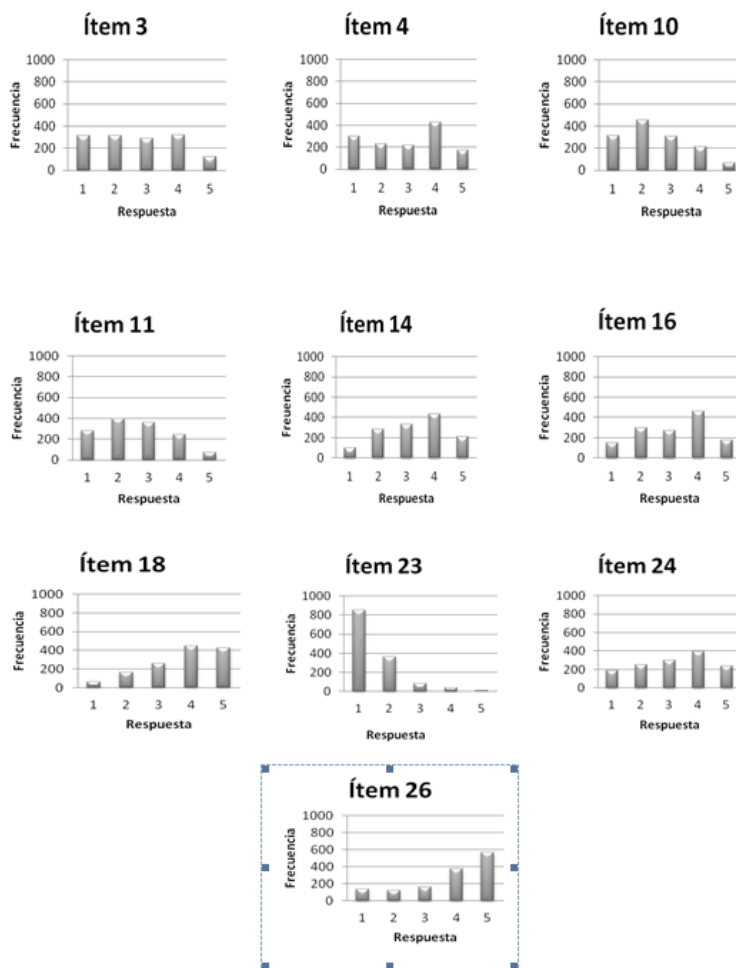 Ítem 3
Frecuencia
1000
800
600
400
200
0
1 2 3 4 5
Respuesta
Ítem 4
Frecuencia
1000
800
600
400
200
0
1 2 3 4 5
Respuesta
Ítem 10
Frecuencia
1000
800
600
400
200
0
1 2 3 4 5
Respuesta
Ítem 11
Frecuencia
1000
800
600
400
200
0
1 2 3 4 5
Respuesta
Ítem 14
Freuencia
1000
800
600
400
200
0
1 2 3 4 5
Respuesta
Ítem 16
Frecuencia
1000
800
600
400
200
0
1 2 3 4 5
Respuesta
Ítem 18
Frecuencia
1000
800
600
400
200
0
1 2 3 4 5
Respuesta
Ítem 23
Frecuencia
1000
800
600
400
200
0
1 2 3 4 5
Respuesta
Ítem 24
Frecuencia
1000
800
600
400
200
0
1 2 3 4 5
Respuesta
Ítem 26
Frecuencia
1000
800
600
400
200
0
1 2 3 4 5
Respuesta